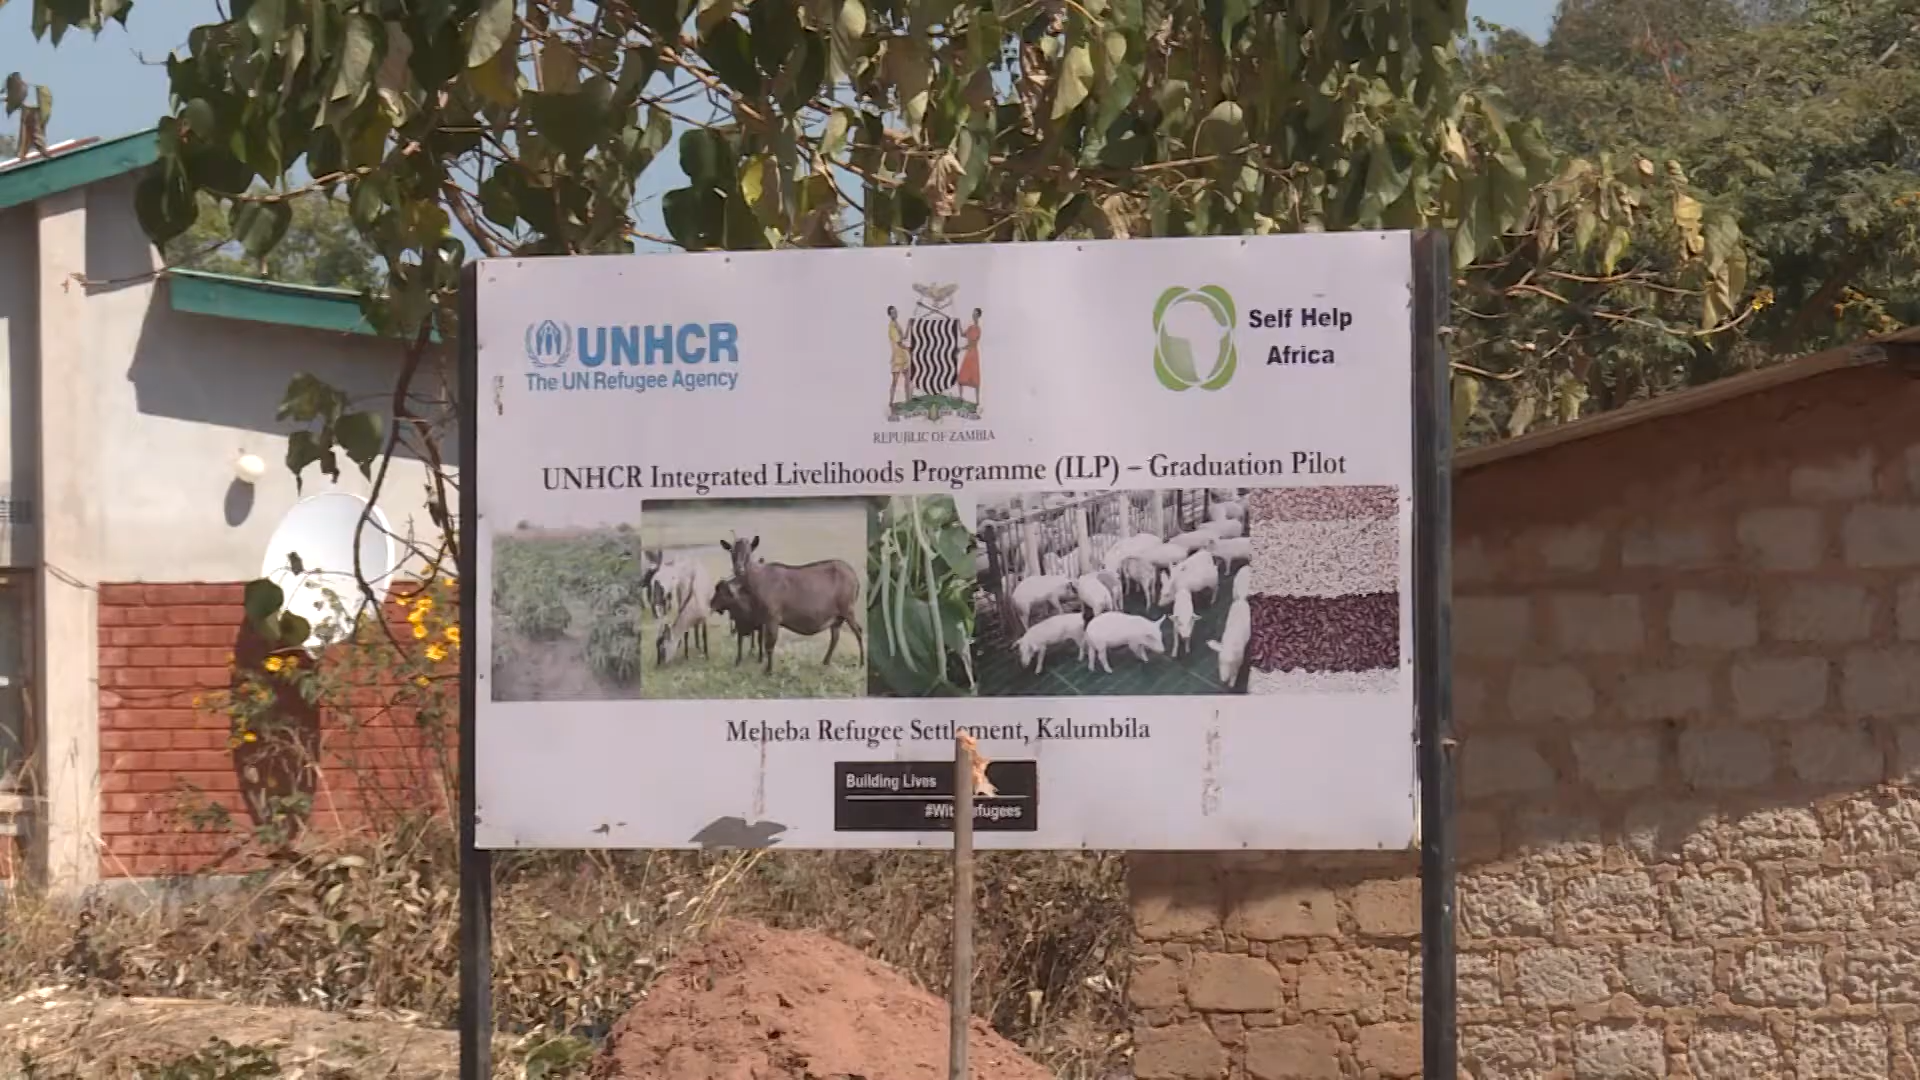 UNHCR
The UN Refugee Agency
REPUBLIC OF ZAMBIA
Self Help
Africa
UNHCR Integrated Livelihoods Programme (ILP) – Graduation Pilot
Meheba Refugee Settlement, Kalumbila
Building Lives